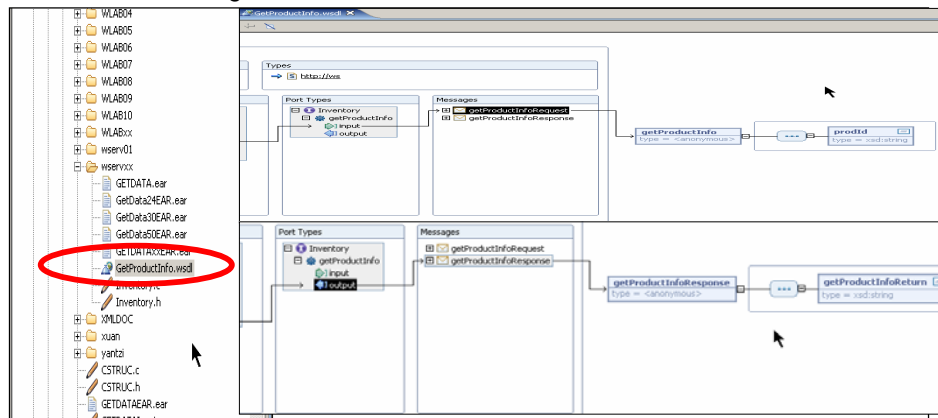 WLAB04
WLAB05
WLAB06
WLAB07
WLAB08
WLAB09
WLAB10
WLABxx
wserv01
wservxx
GETDATA.ear
GetData24EAR.ear
GetData30EAR.ear
GetData50EAR.ear
GETDATAxxEAR.ear
GetProductInfo.wsdl
Inventory.c
Inventory.h
XMLDOC
xuan
yantzi
CSTRUC.c
CSTRUC.h
GETDATAEAR.ear
GetProductInfo.wsdl
Types
http://ws
Port Types
Inventory
getProductInfo
input
output
Messages
getProductInfoRequest
getProductInfoResponse
getProductInfo
type = <anonymous>
prodId
type = xsd:string
Port Types
Inventory
getProductInfo
input
output
Messages
getProductInfoRequest
getProductInfoResponse
getProductInfoResponse
type = <anonymous>
getProductInfoReturn
type = xsd:string